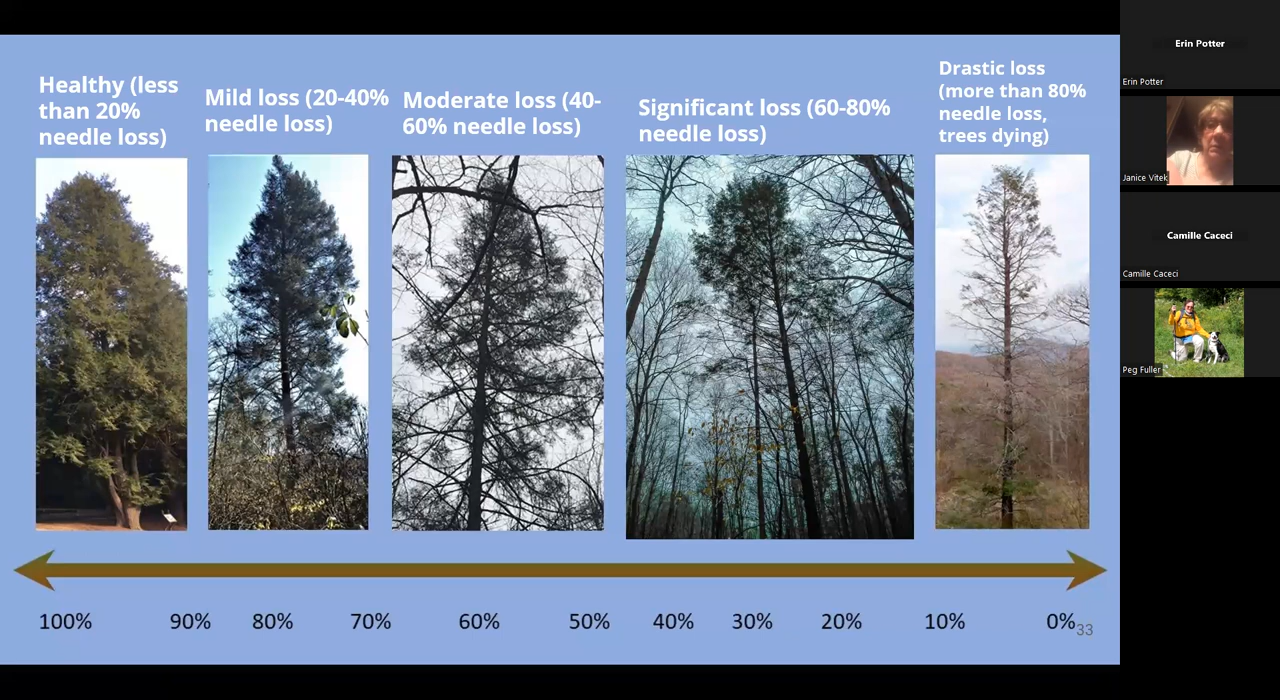 Healthy (less
than 20%
needle loss)
Mild loss (20-40%
needle loss)
Moderate loss (40-
60% needle loss)
Significant loss (60-80%
needle loss)
Drastic loss
(more than 80%
needle loss,
trees dying)
100% 90% 80% 70% 60% 50% 40% 30% 20% 10% 0%
33
Erin Potter
Erin Potter
Janice Vitek
Camille Caceci
Camille Caceci
Peg Fuller